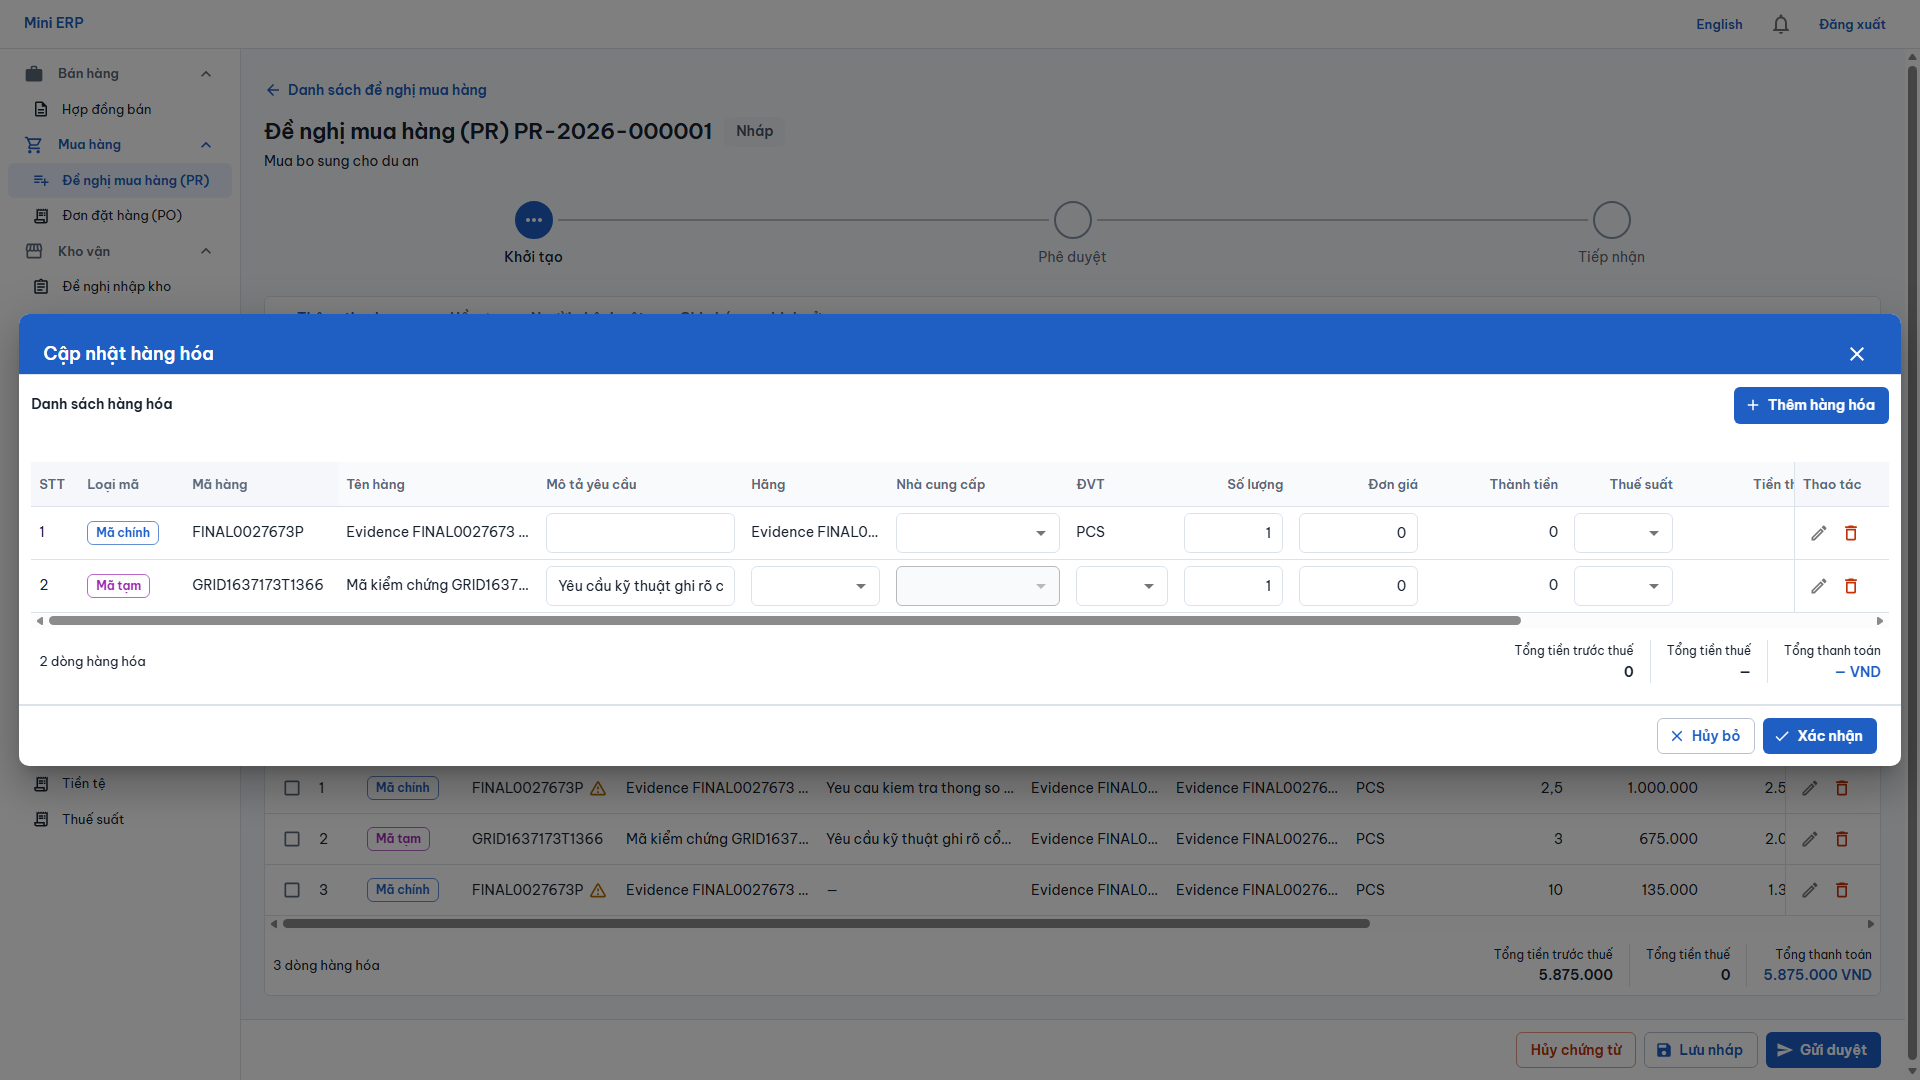 Mini ERP
English
Đăng xuất
Bán hàng
Hợp đồng bán
Mua hàng
Đề nghị mua hàng (PR)
Đơn đặt hàng (PO)
Kho vận
Đề nghị nhập kho
Danh sách đề nghị mua hàng
Đề nghị mua hàng (PR) PR-2026-000001 Nháp
Mua bo sung cho du an
Khởi tạo
Phê duyệt
Tiếp nhận
Cập nhật hàng hóa
Danh sách hàng hóa
Thêm hàng hóa
STT Loại mã Mã hàng Tên hàng Mô tả yêu cầu Hãng Nhà cung cấp ĐVT Số lượng Đơn giá Thành tiền Thuế suất Tiền th Thao tác
1 Mã chính FINAL0027673P Evidence FINAL0027673 ... Evidence FINAL0... PCS 1 0 0
2 Mã tạm GRID1637173T1366 Mã kiểm chứng GRID1637... Yêu cầu kỹ thuật ghi rõ c 1 0 0
2 dòng hàng hóa
Tổng tiền trước thuế
0
Tổng tiền thuế
–
Tổng thanh toán
– VND
Hủy bỏ
Xác nhận
Tiền tệ
Thuế suất
1 Mã chính FINAL0027673P Evidence FINAL0027673 ... Yeu cau kiem tra thong so ... Evidence FINAL0... Evidence FINAL00276... PCS 2,5 1.000.000 2.5
2 Mã tạm GRID1637173T1366 Mã kiểm chứng GRID1637... Yêu cầu kỹ thuật ghi rõ cổ... Evidence FINAL0... Evidence FINAL00276... PCS 3 675.000 2.0
3 Mã chính FINAL0027673P Evidence FINAL0027673 ... – Evidence FINAL0... Evidence FINAL00276... PCS 10 135.000 1.3
3 dòng hàng hóa
Tổng tiền trước thuế
5.875.000
Tổng tiền thuế
0
Tổng thanh toán
5.875.000 VND
Hủy chứng từ
Lưu nháp
Gửi duyệt